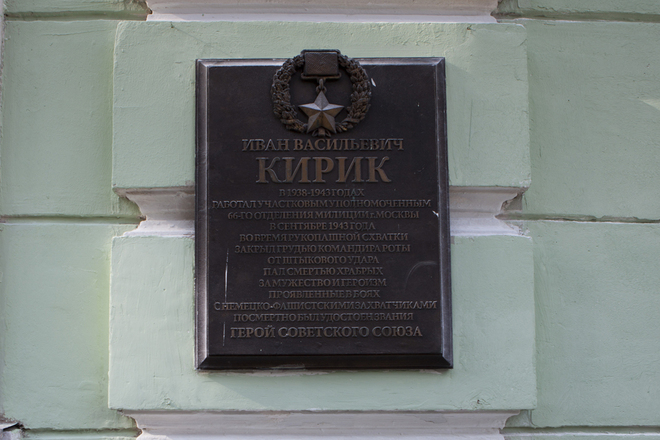 ИВАН ВАСИЛЬЕВИЧ
КИРИК
В 1938-1943 ГОДАХ
РАБОТАЛ УЧАСТКОВЫМ УПОЛНОМОЧЕННЫМ
66-ГО ОТДЕЛЕНИЯ МИЛИЦИИ г. МОСКВЫ
В СЕНТЯБРЕ 1943 ГОДА
ВО ВРЕМЯ РУКОПАШНОЙ СХВАТКИ
ЗАКРЫЛ ГРУДЬЮ КОМАНДИРА РОТЫ
ОТ ШТЫКОВОГО УДАРА
ПАЛ СМЕРТЬЮ ХРАБРЫХ
ЗА МУЖЕСТВО И ГЕРОИЗМ
ПРОЯВЛЕННЫЕ В БОЯХ
С НЕМЕЦКО-ФАШИСТСКИМИ ЗАХВАТЧИКАМИ
ПОСМЕРТНО БЫЛ УДОСТОЕН ЗВАНИЯ
ГЕРОЙ СОВЕТСКОГО СОЮЗА